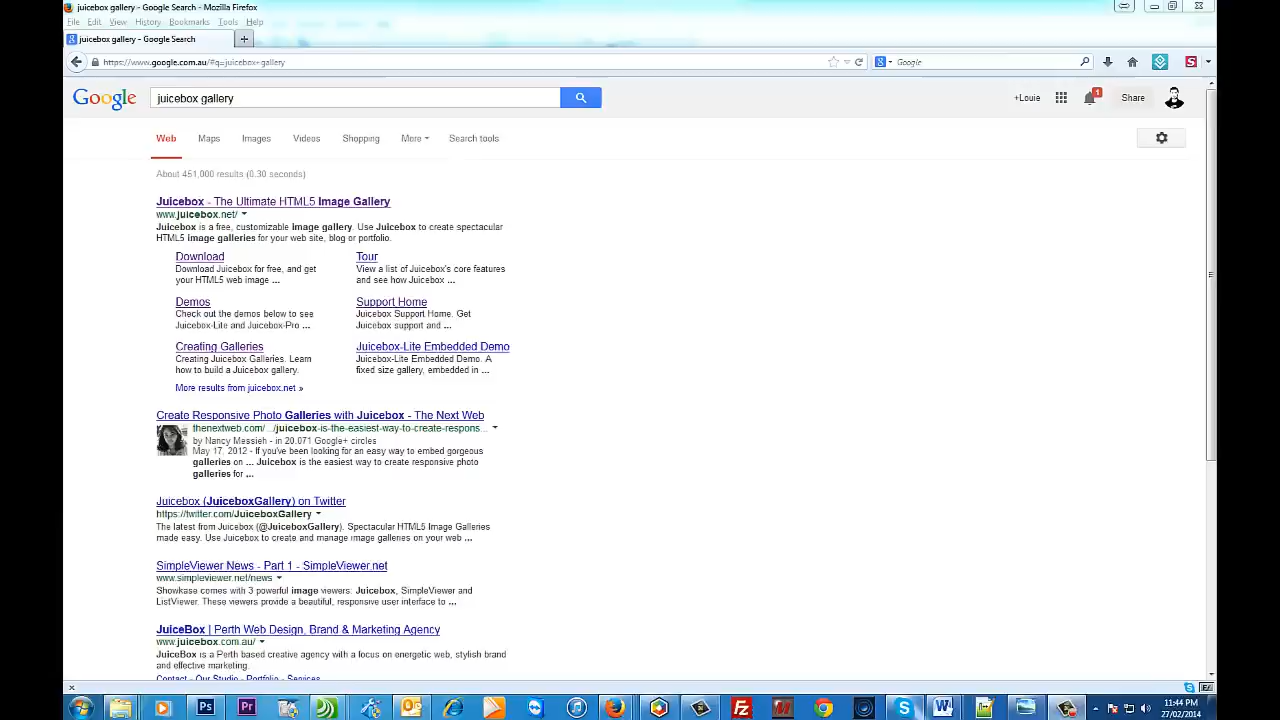 juicebox gallery - Google Search - Mozilla Firefox
File Edit View History Bookmarks Tools Help
juicebox gallery - Google Search
https://www.google.com.au/#q=juicebox+gallery
Google
Google
juicebox gallery
+Louie
1
Share
Web Maps Images Videos Shopping More Search tools
About 451,000 results (0.30 seconds)
Juicebox - The Ultimate HTML5 Image Gallery
www.juicebox.net/
Juicebox is a free, customizable image gallery. Use Juicebox to create spectacular
HTML5 image galleries for your web site, blog or portfolio.
Download
Download Juicebox for free, and get
your HTML5 web image ...
Tour
View a list of Juicebox's core features
and see how Juicebox ...
Demos
Check out the demos below to see
Juicebox-Lite and Juicebox-Pro ...
Support Home
Juicebox Support Home. Get
Juicebox support and ...
Creating Galleries
Creating Juicebox Galleries. Learn
how to build a Juicebox gallery.
Juicebox-Lite Embedded Demo
Juicebox-Lite Embedded Demo. A
fixed size gallery, embedded in ...
More results from juicebox.net »
Create Responsive Photo Galleries with Juicebox - The Next Web
thenextweb.com/.../juicebox-is-the-easiest-way-to-create-respons...
by Nancy Messieh - in 20,071 Google+ circles
May 17, 2012 - If you've been looking for an easy way to embed gorgeous
galleries on ... Juicebox is the easiest way to create responsive photo
galleries for ...
Juicebox (JuiceboxGallery) on Twitter
https://twitter.com/JuiceboxGallery
The latest from Juicebox (@JuiceboxGallery). Spectacular HTML5 Image Galleries
made easy. Use Juicebox to create and manage image galleries on your web ...
SimpleViewer News - Part 1 - SimpleViewer.net
www.simpleviewer.net/news
Showkase comes with 3 powerful image viewers: Juicebox, SimpleViewer and
ListViewer. These viewers provide a beautiful, responsive user interface to ...
JuiceBox | Perth Web Design, Brand & Marketing Agency
www.juicebox.com.au/
JuiceBox is a Perth based creative agency with a focus on energetic web, stylish brand
and effective marketing.
Contact - Our Studio - Portfolio - Services
11:44 PM
27/02/2014